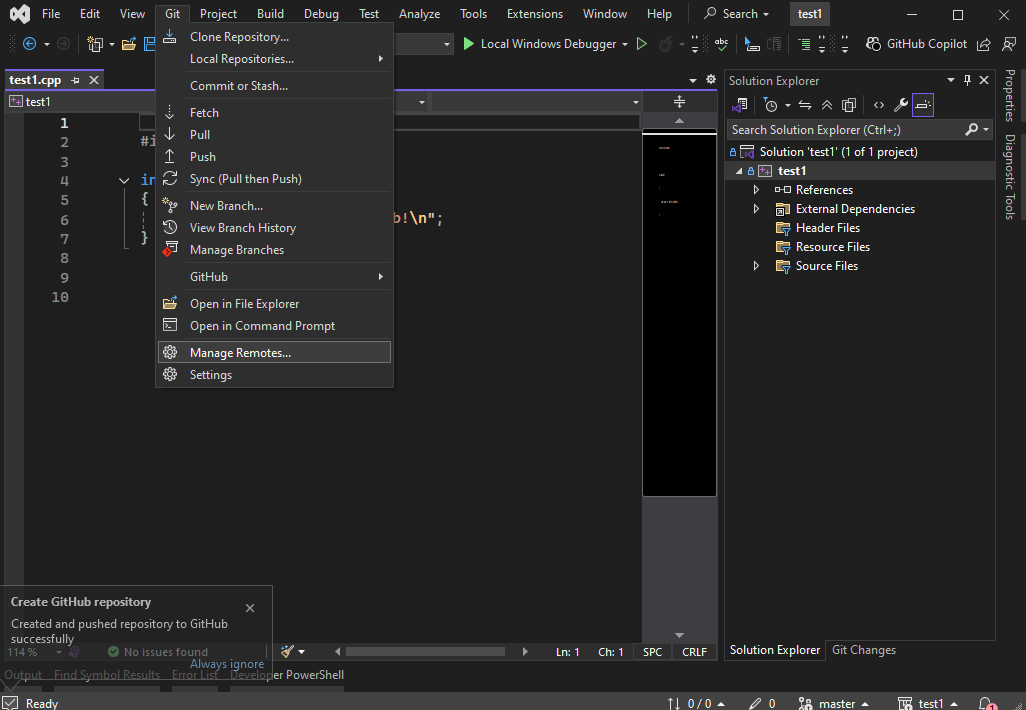 File Edit View Git Project Build Debug Test Analyze Tools Extensions Window Help Search test1
Local Windows Debugger GitHub Copilot
test1.cpp
test1
1
2 #i
3
4 in
5 {
6 b!\n";
7 }
8
9
10
Clone Repository...
Local Repositories...
Commit or Stash...
Fetch
Pull
Push
Sync (Pull then Push)
New Branch...
View Branch History
Manage Branches
GitHub
Open in File Explorer
Open in Command Prompt
Manage Remotes...
Settings
Solution Explorer
Search Solution Explorer (Ctrl+;)
Solution 'test1' (1 of 1 project)
test1
References
External Dependencies
Header Files
Resource Files
Source Files
Properties
Diagnostic Tools
Solution Explorer Git Changes
Create GitHub repository
Created and pushed repository to GitHub
successfully
Always ignore
114 % No issues found Ln: 1 Ch: 1 SPC CRLF
Output Find Symbol Results Error List Developer PowerShell
Ready 0 / 0 0 master test1 1